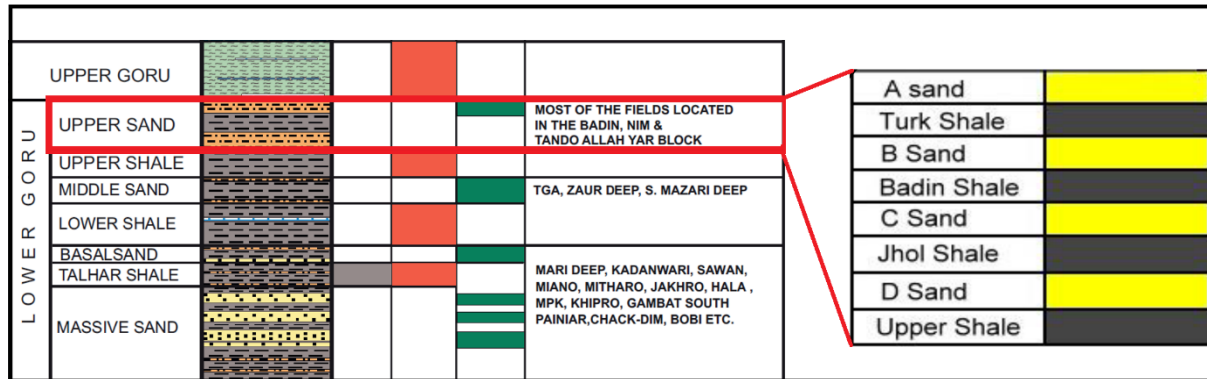 UPPER GORU
LOWER GORU
UPPER SAND
MOST OF THE FIELDS LOCATED
IN THE BADIN, NIM &
TANDO ALLAH YAR BLOCK
UPPER SHALE
MIDDLE SAND
TGA, ZAUR DEEP, S. MAZARI DEEP
LOWER SHALE
BASALSAND
TALHAR SHALE
MASSIVE SAND
MARI DEEP, KADANWARI, SAWAN,
MIANO, MITHARO, JAKHRO, HALA ,
MPK, KHIPRO, GAMBAT SOUTH
PAINIAR,CHACK-DIM, BOBI ETC.
A sand
Turk Shale
B Sand
Badin Shale
C Sand
Jhol Shale
D Sand
Upper Shale